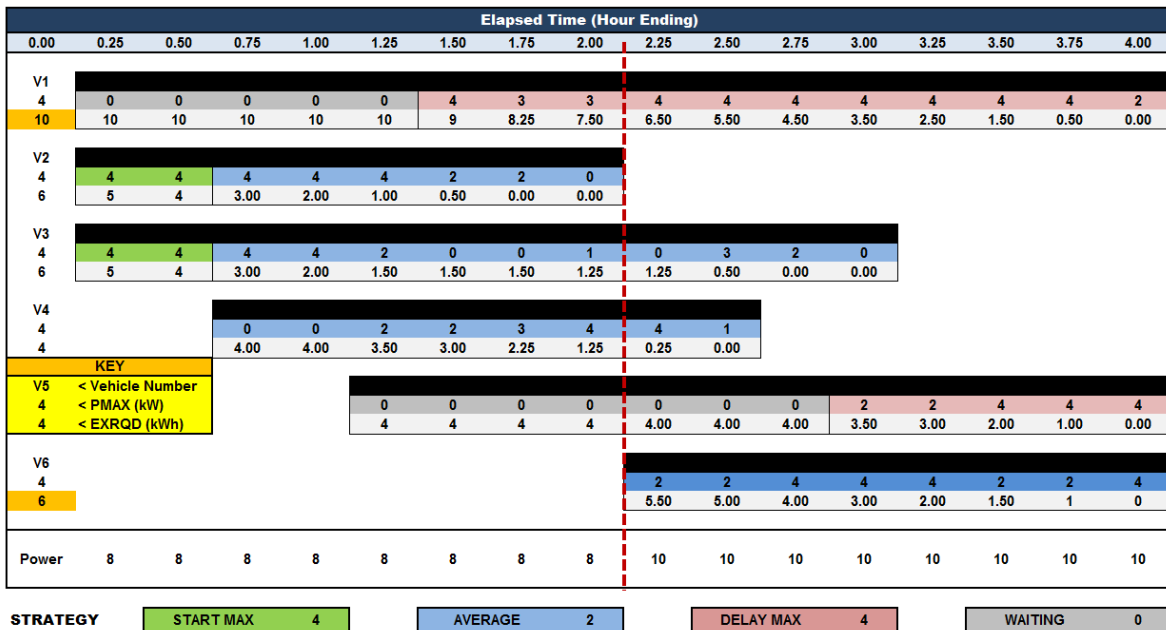 Elapsed Time (Hour Ending)
0.00 0.25 0.50 0.75 1.00 1.25 1.50 1.75 2.00 2.25 2.50 2.75 3.00 3.25 3.50 3.75 4.00
V1
4 0 0 0 0 0 4 3 3 4 4 4 4 4 4 4 2
10 10 10 10 10 10 9 8.25 7.50 6.50 5.50 4.50 3.50 2.50 1.50 0.50 0.00
V2
4 4 4 4 4 4 2 2 0
6 5 4 3.00 2.00 1.00 0.50 0.00 0.00
V3
4 4 4 4 4 2 0 0 1 0 3 2 0
6 5 4 3.00 2.00 1.50 1.50 1.50 1.25 1.25 0.50 0.00 0.00
V4
4 0 0 2 2 3 4 4 1
4 4.00 4.00 3.50 3.00 2.25 1.25 0.25 0.00
KEY
V5 < Vehicle Number
4 < PMAX (kW) 0 0 0 0 0 0 0 2 2 4 4 4
4 < EXRQD (kWh) 4 4 4 4 4.00 4.00 4.00 3.50 3.00 2.00 1.00 0.00
V6
4 2 2 4 4 4 2 2 4
6 5.50 5.00 4.00 3.00 2.00 1.50 1 0
Power 8 8 8 8 8 8 8 8 10 10 10 10 10 10 10 10
STRATEGY START MAX 4 AVERAGE 2 DELAY MAX 4 WAITING 0